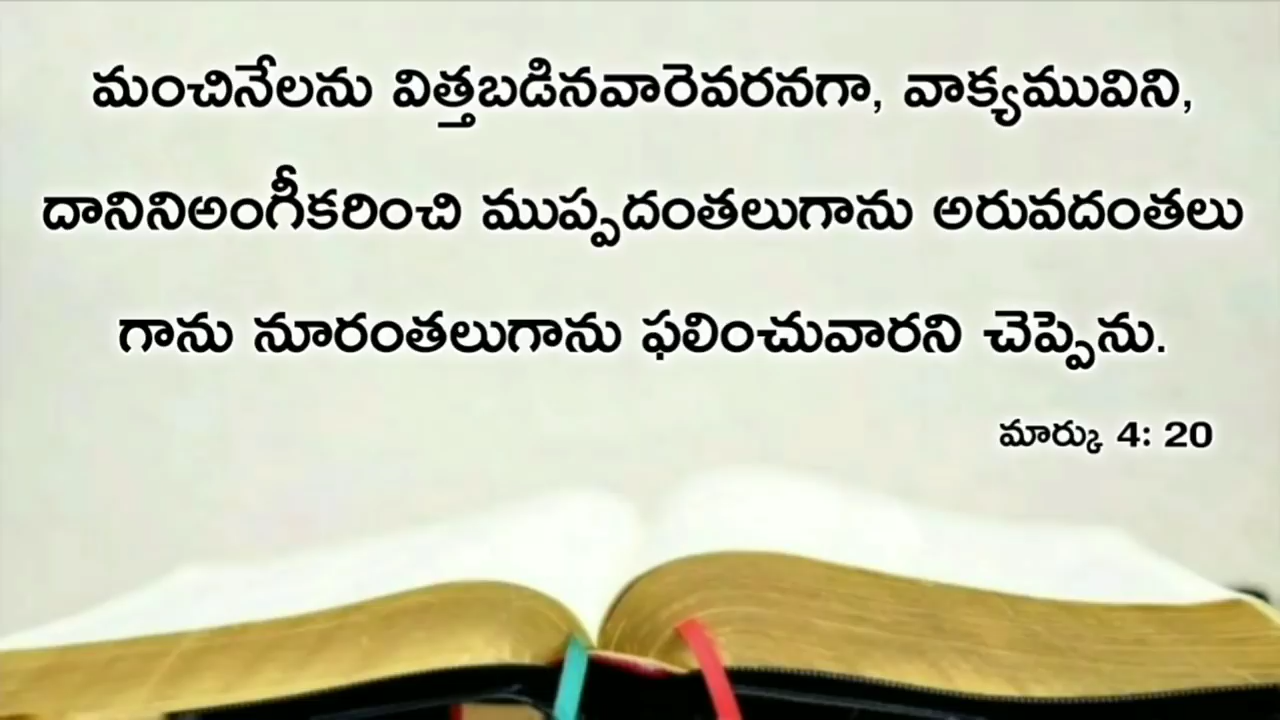 మంచినేలను విత్తబడినవారెవరనగా, వాక్యమువిని,
దానినిఅంగీకరించి ముప్పదంతలుగాను అరువదంతలు
గాను నూరంతలుగాను ఫలించువారని చెప్పెను.
మార్కు 4: 20